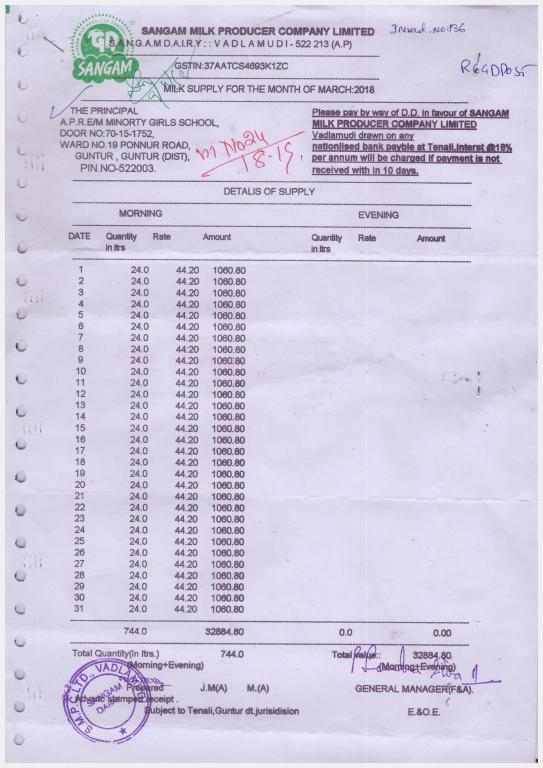 SANGAM MILK PRODUCER COMPANY LIMITED
S.A.N.G.A.M.D.A.I.R.Y : : V A D L A M U D I - 522 213 (A.P)
SANGAM
GSTIN:37AATCS4693K1ZC
MILK SUPPLY FOR THE MONTH OF MARCH:2018
REGDPOST
THE PRINCIPAL
A.P.R.E/M MINORTY GIRLS SCHOOL,
DOOR NO:70-15-1752,
WARD NO.19 PONNUR ROAD,
GUNTUR , GUNTUR (DIST),
PIN.NO-522003.
Please pay by way of D.D. in favour of SANGAM
MILK PRODUCER COMPANY LIMITED
Vadlamudi drawn on any
nationlised bank payble at Tenali.Interst @18%
per annum will be charged if payment is not
received with in 10 days.
18-19
DETALIS OF SUPPLY
MORNING EVENING
DATE Quantity in ltrs Rate Amount Quantity in ltrs Rate Amount
1 24.0 44.20 1060.80
2 24.0 44.20 1060.80
3 24.0 44.20 1060.80
4 24.0 44.20 1060.80
5 24.0 44.20 1060.80
6 24.0 44.20 1060.80
7 24.0 44.20 1060.80
8 24.0 44.20 1060.80
9 24.0 44.20 1060.80
10 24.0 44.20 1060.80
11 24.0 44.20 1060.80
12 24.0 44.20 1060.80
13 24.0 44.20 1060.80
14 24.0 44.20 1060.80
15 24.0 44.20 1060.80
16 24.0 44.20 1060.80
17 24.0 44.20 1060.80
18 24.0 44.20 1060.80
19 24.0 44.20 1060.80
20 24.0 44.20 1060.80
21 24.0 44.20 1060.80
22 24.0 44.20 1060.80
23 24.0 44.20 1060.80
24 24.0 44.20 1060.80
25 24.0 44.20 1060.80
26 24.0 44.20 1060.80
27 24.0 44.20 1060.80
28 24.0 44.20 1060.80
29 24.0 44.20 1060.80
30 24.0 44.20 1060.80
31 24.0 44.20 1060.80
744.0 32884.80 0.0 0.00
Total Quantity(in ltrs.) 744.0 Total value:: 32884.80
(Morning+Evening) (Morning+Evening)
Prepared J.M(A) M.(A) GENERAL MANAGER(F&A).
Advanc stamped receipt .
Subject to Tenali,Guntur dt.jurisidision E.&O.E.
S.M.P.C.LTD., VADLAMUDI
SANGAM DAIRY